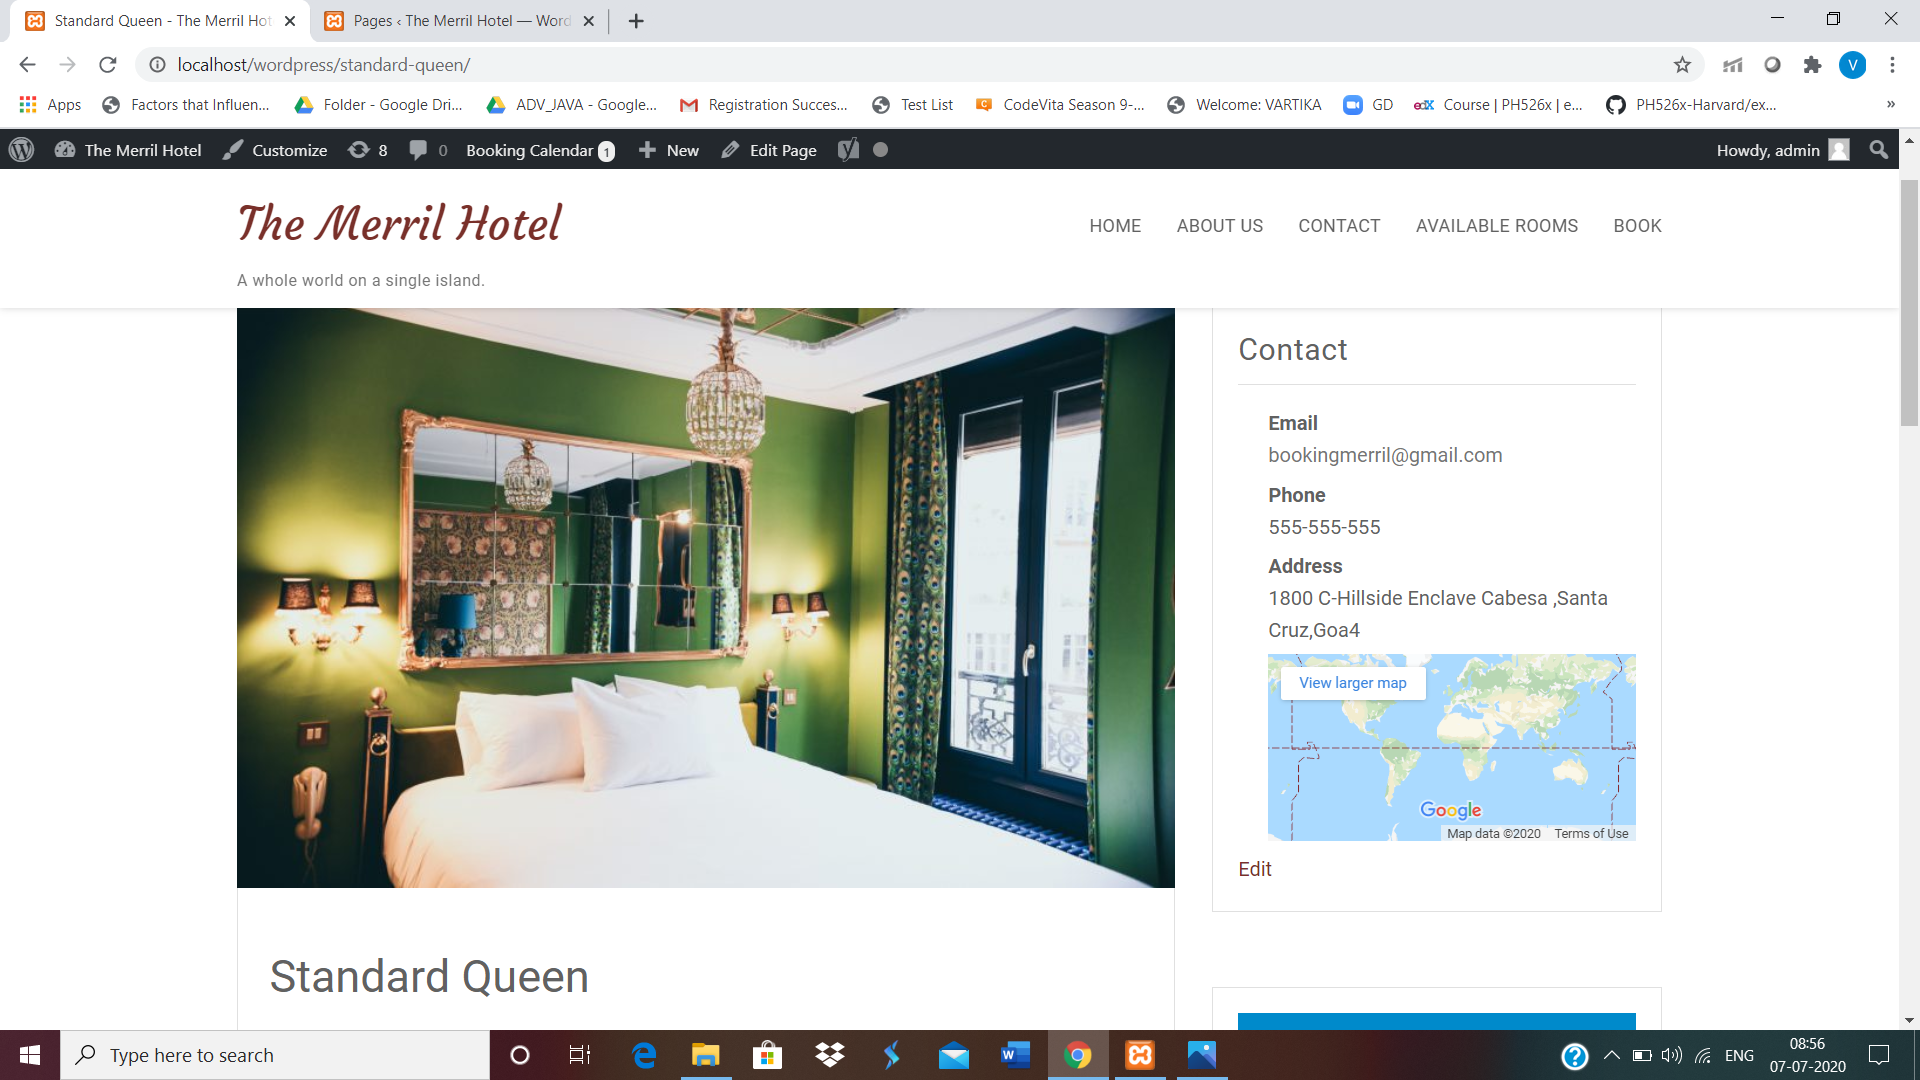 Standard Queen - The Merril Hot
Pages ‹ The Merril Hotel — Word
localhost/wordpress/standard-queen/
V
Apps
Factors that Influen...
Folder - Google Dri...
ADV_JAVA - Google...
Registration Succes...
Test List
CodeVita Season 9-...
Welcome: VARTIKA
GD
edX
Course | PH526x | e...
PH526x-Harvard/ex...
»
The Merril Hotel
Customize
8
0
Booking Calendar 1
New
Edit Page
Howdy, admin
The Merril Hotel
HOME
ABOUT US
CONTACT
AVAILABLE ROOMS
BOOK
A whole world on a single island.
Contact
Email
bookingmerril@gmail.com
Phone
555-555-555
Address
1800 C-Hillside Enclave Cabesa ,Santa
Cruz,Goa4
View larger map
Google
Map data ©2020
Terms of Use
Edit
Standard Queen
Type here to search
ENG
08:56
07-07-2020